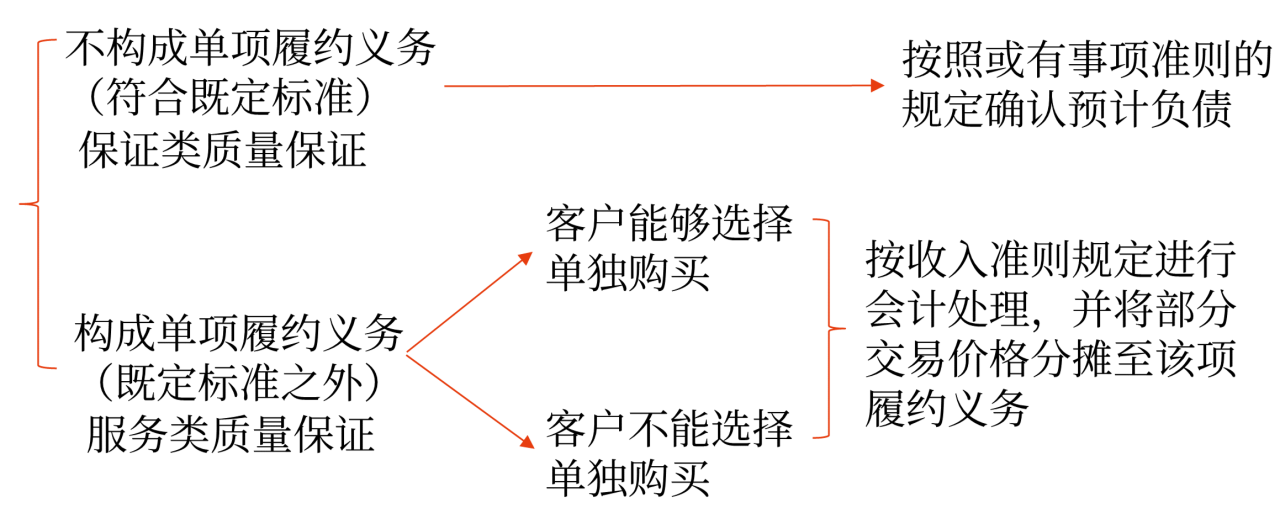 不构成单项履约义务
（符合既定标准）
保证类质量保证
按照或有事项准则的
规定确认预计负债
构成单项履约义务
（既定标准之外）
服务类质量保证
客户能够选择
单独购买
客户不能选择
单独购买
按收入准则规定进行
会计处理，并将部分
交易价格分摊至该项
履约义务